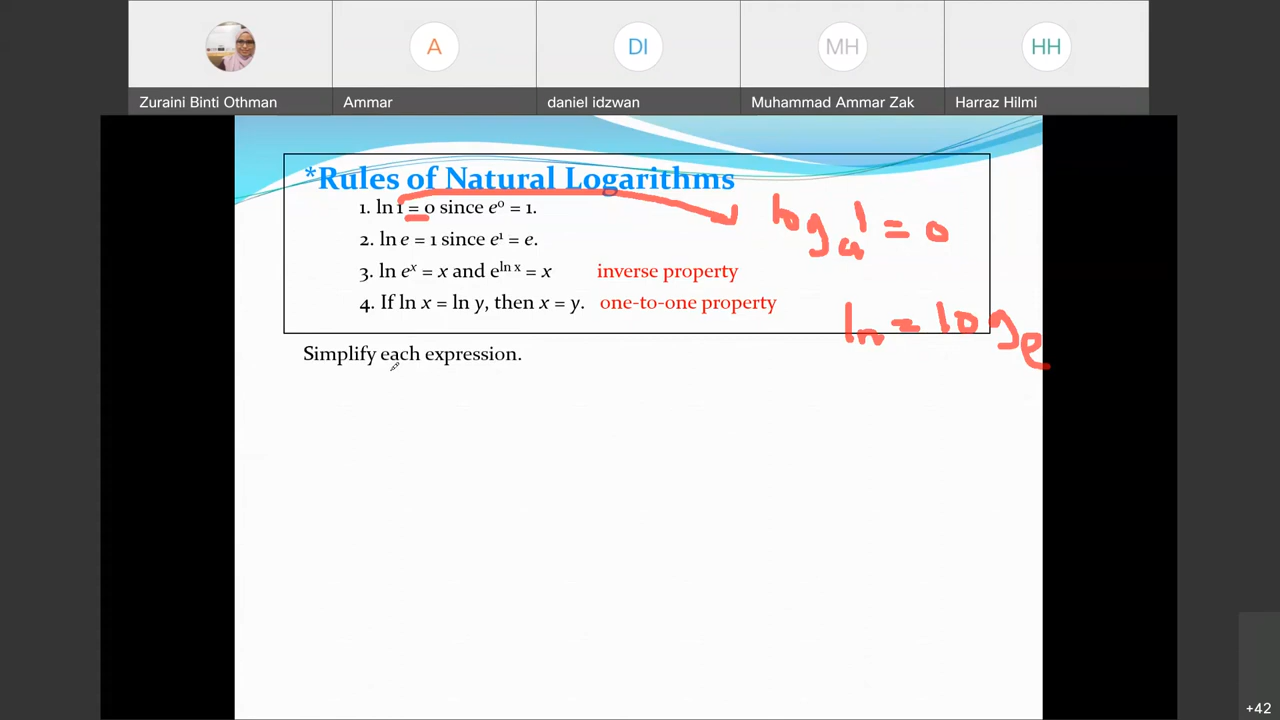 A
DI
MH
HH
Zuraini Binti Othman
Ammar
daniel idzwan
Muhammad Ammar Zak
Harraz Hilmi
*Rules of Natural Logarithms
1. ln 1 = 0 since e⁰ = 1.
log_a 1 = 0
2. ln e = 1 since e¹ = e.
3. ln eˣ = x and e^(ln x) = x inverse property
4. If ln x = ln y, then x = y. one-to-one property
ln = log_e
Simplify each expression.
+42